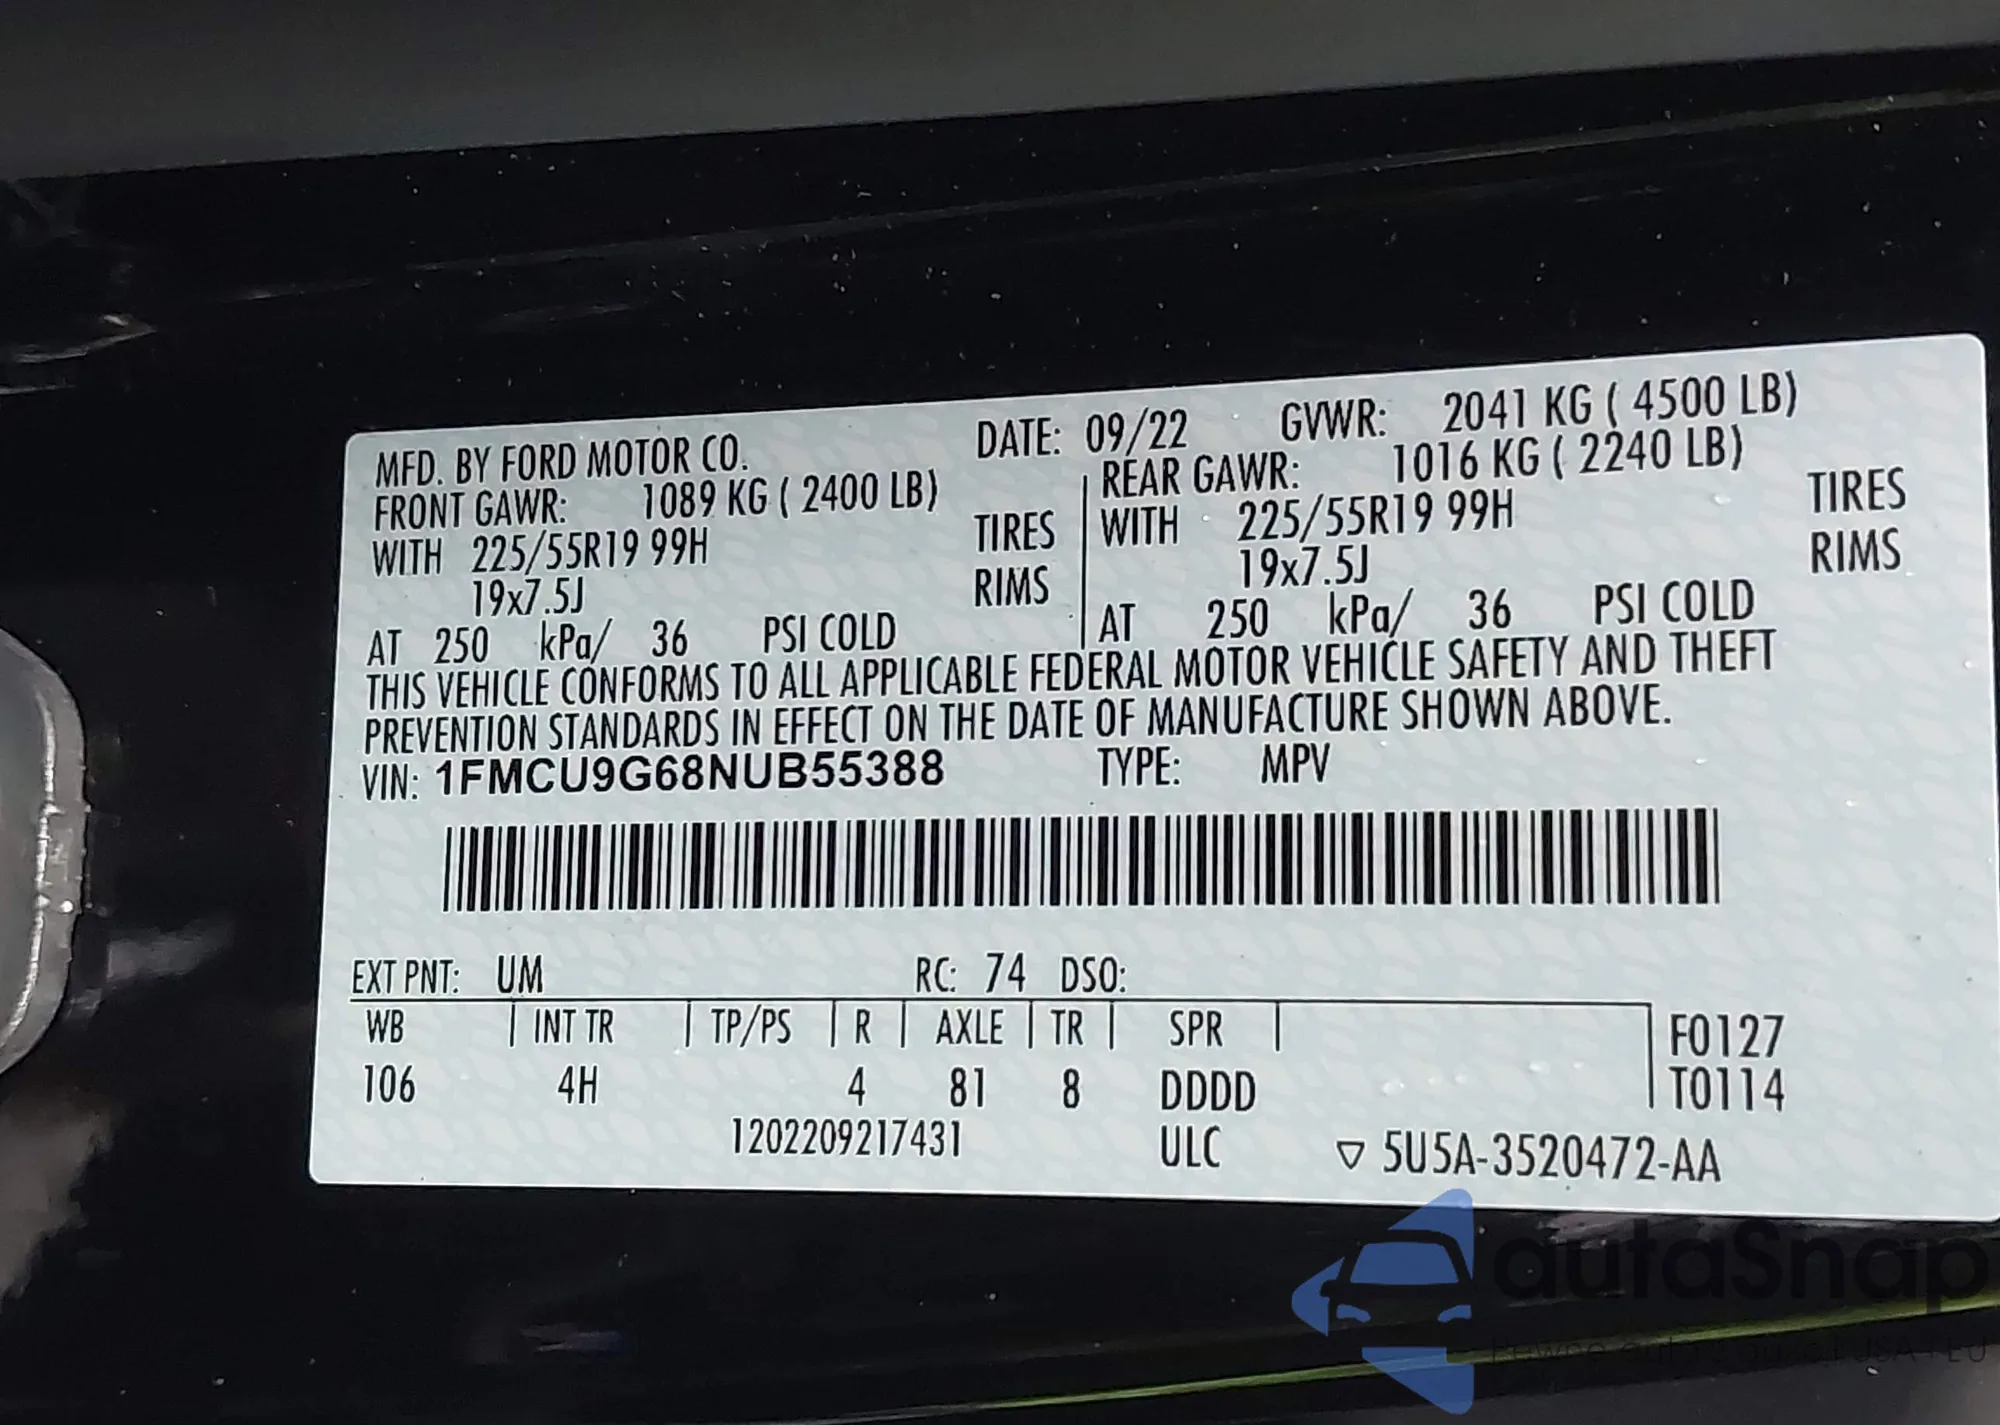 MFD. BY FORD MOTOR CO. DATE: 09/22 GVWR: 2041 KG ( 4500 LB)
FRONT GAWR: 1089 KG ( 2400 LB) REAR GAWR: 1016 KG ( 2240 LB)
WITH 225/55R19 99H TIRES WITH 225/55R19 99H TIRES
19x7.5J RIMS 19x7.5J RIMS
AT 250 kPa/ 36 PSI COLD AT 250 kPa/ 36 PSI COLD
THIS VEHICLE CONFORMS TO ALL APPLICABLE FEDERAL MOTOR VEHICLE SAFETY AND THEFT
PREVENTION STANDARDS IN EFFECT ON THE DATE OF MANUFACTURE SHOWN ABOVE.
VIN: 1FMCU9G68NUB55388 TYPE: MPV
EXT PNT: UM RC: 74 DSO:
WB INT TR TP/PS R AXLE TR SPR F0127
106 4H 4 81 8 DDDD T0114
1202209217431 ULC ▽ 5U5A-3520472-AA
autaSnap